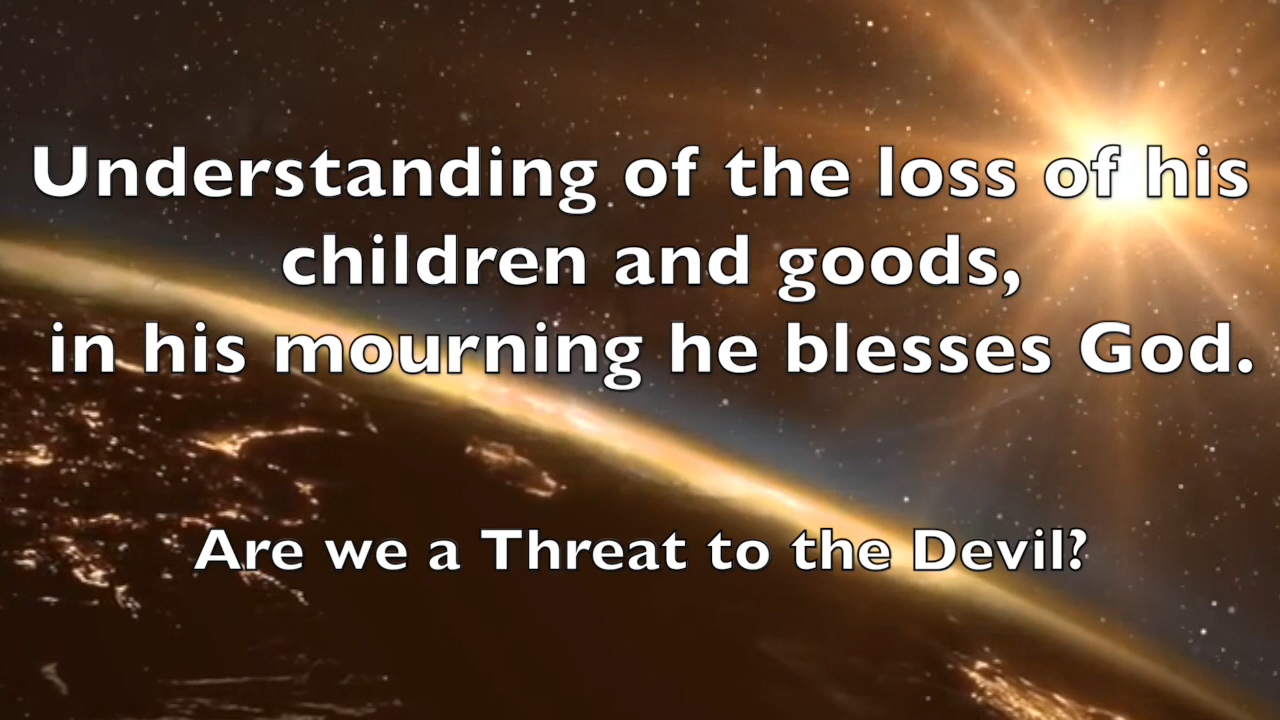 Understanding of the loss of his
children and goods,
in his mourning he blesses God.
Are we a Threat to the Devil?